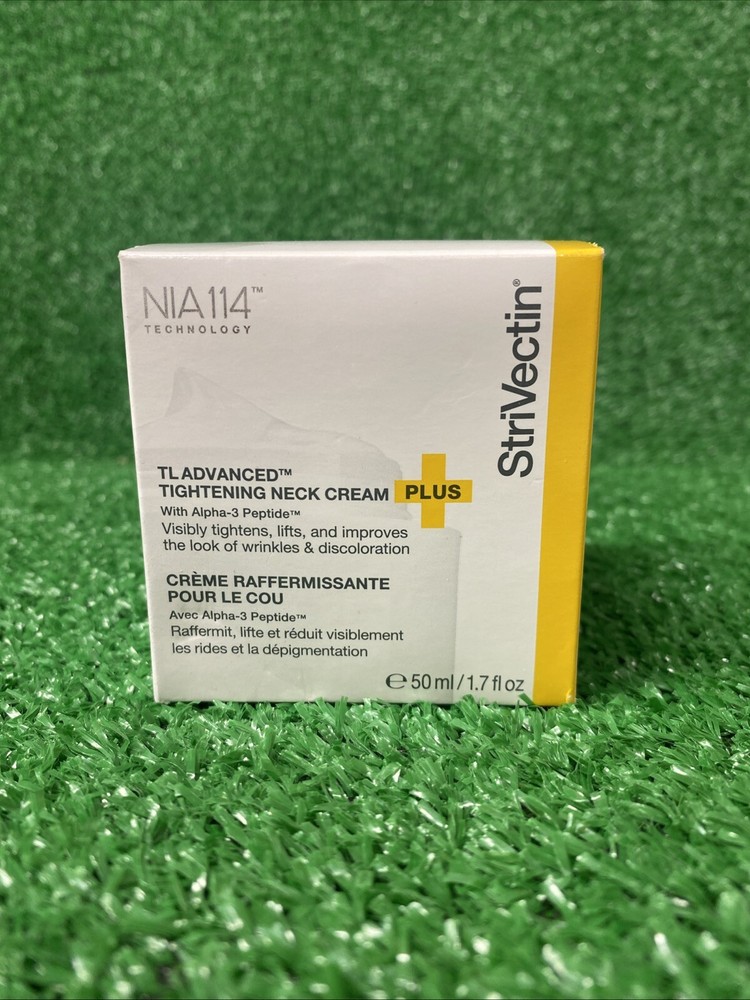 NIA114™
TECHNOLOGY
StriVectin®
TL ADVANCED™
TIGHTENING NECK CREAM PLUS
With Alpha-3 Peptide™
Visibly tightens, lifts, and improves
the look of wrinkles & discoloration
CRÈME RAFFERMISSANTE
POUR LE COU
Avec Alpha-3 Peptide™
Raffermit, lifte et réduit visiblement
les rides et la dépigmentation
℮ 50 ml / 1.7 fl oz